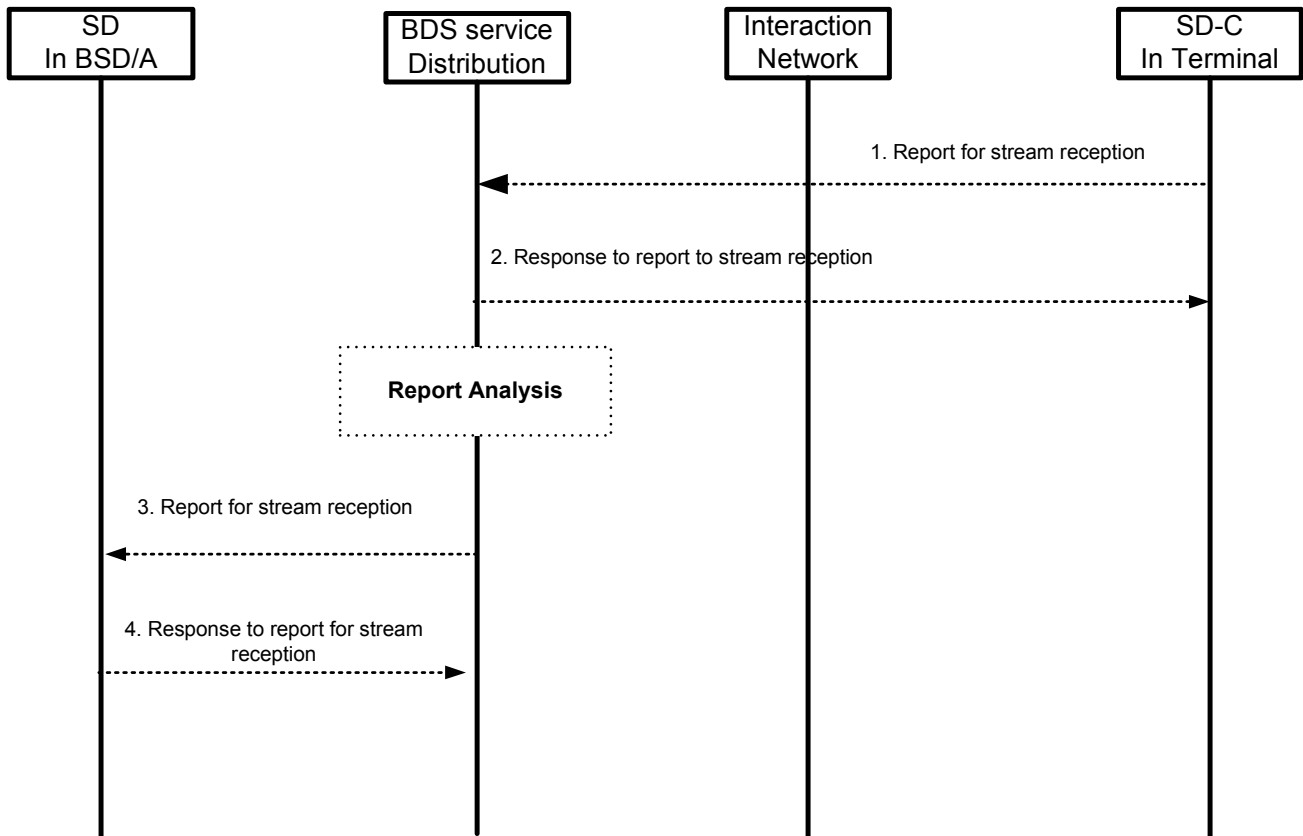 SD
In BSD/A
BDS service
Distribution
Interaction
Network
SD-C
In Terminal
1. Report for stream reception
2. Response to report to stream reception
Report Analysis
3. Report for stream reception
4. Response to report for stream
reception